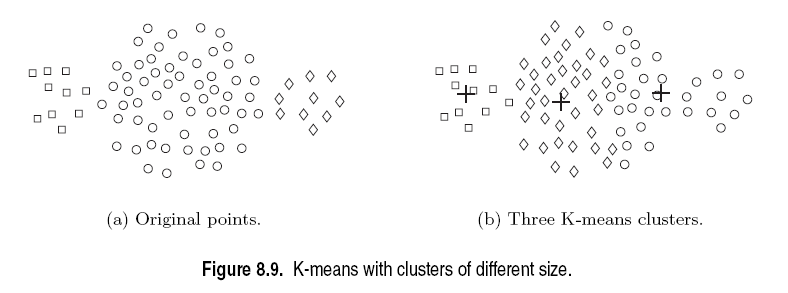 (a) Original points.
(b) Three K-means clusters.
Figure 8.9. K-means with clusters of different size.